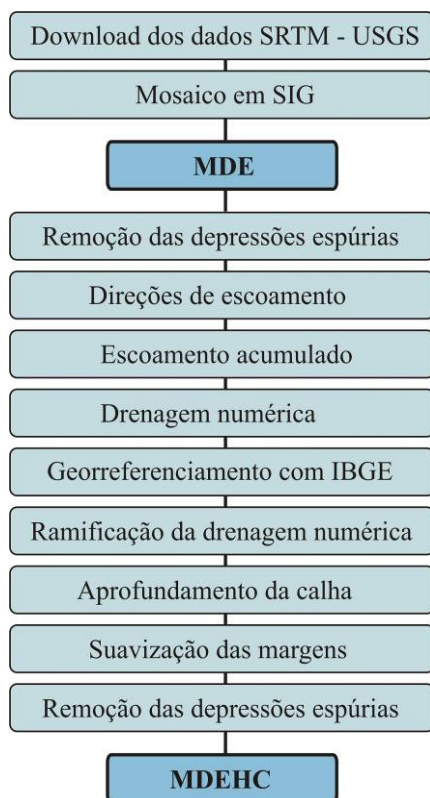 Download dos dados SRTM - USGS
Mosaico em SIG
MDE
Remoção das depressões espúrias
Direções de escoamento
Escoamento acumulado
Drenagem numérica
Georreferenciamento com IBGE
Ramificação da drenagem numérica
Aprofundamento da calha
Suavização das margens
Remoção das depressões espúrias
MDEHC